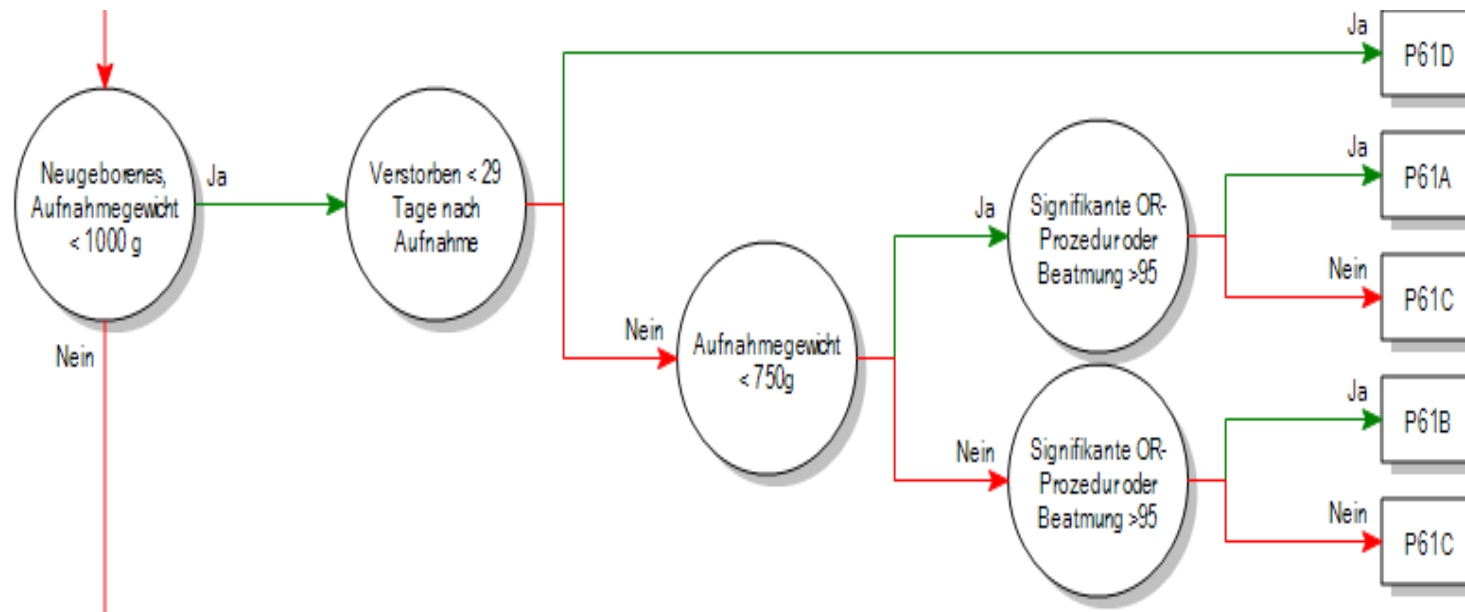 Neugeborenes,
Aufnahmegewicht
< 1000 g
Ja
Nein
Verstorben < 29
Tage nach
Aufnahme
Ja
P61D
Nein
Aufnahmegewicht
< 750g
Ja
Signifikante OR-
Prozedur oder
Beatmung >95
Ja
P61A
Nein
P61C
Nein
Signifikante OR-
Prozedur oder
Beatmung >95
Ja
P61B
Nein
P61C